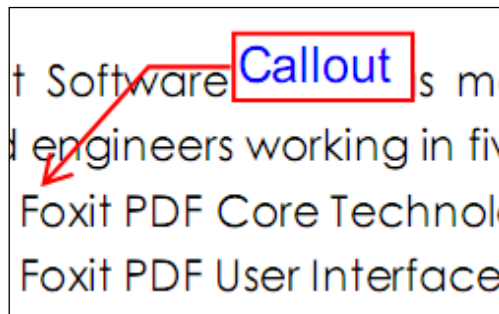 t Software Callout s m
d engineers working in fiv
Foxit PDF Core Technol
Foxit PDF User Interface